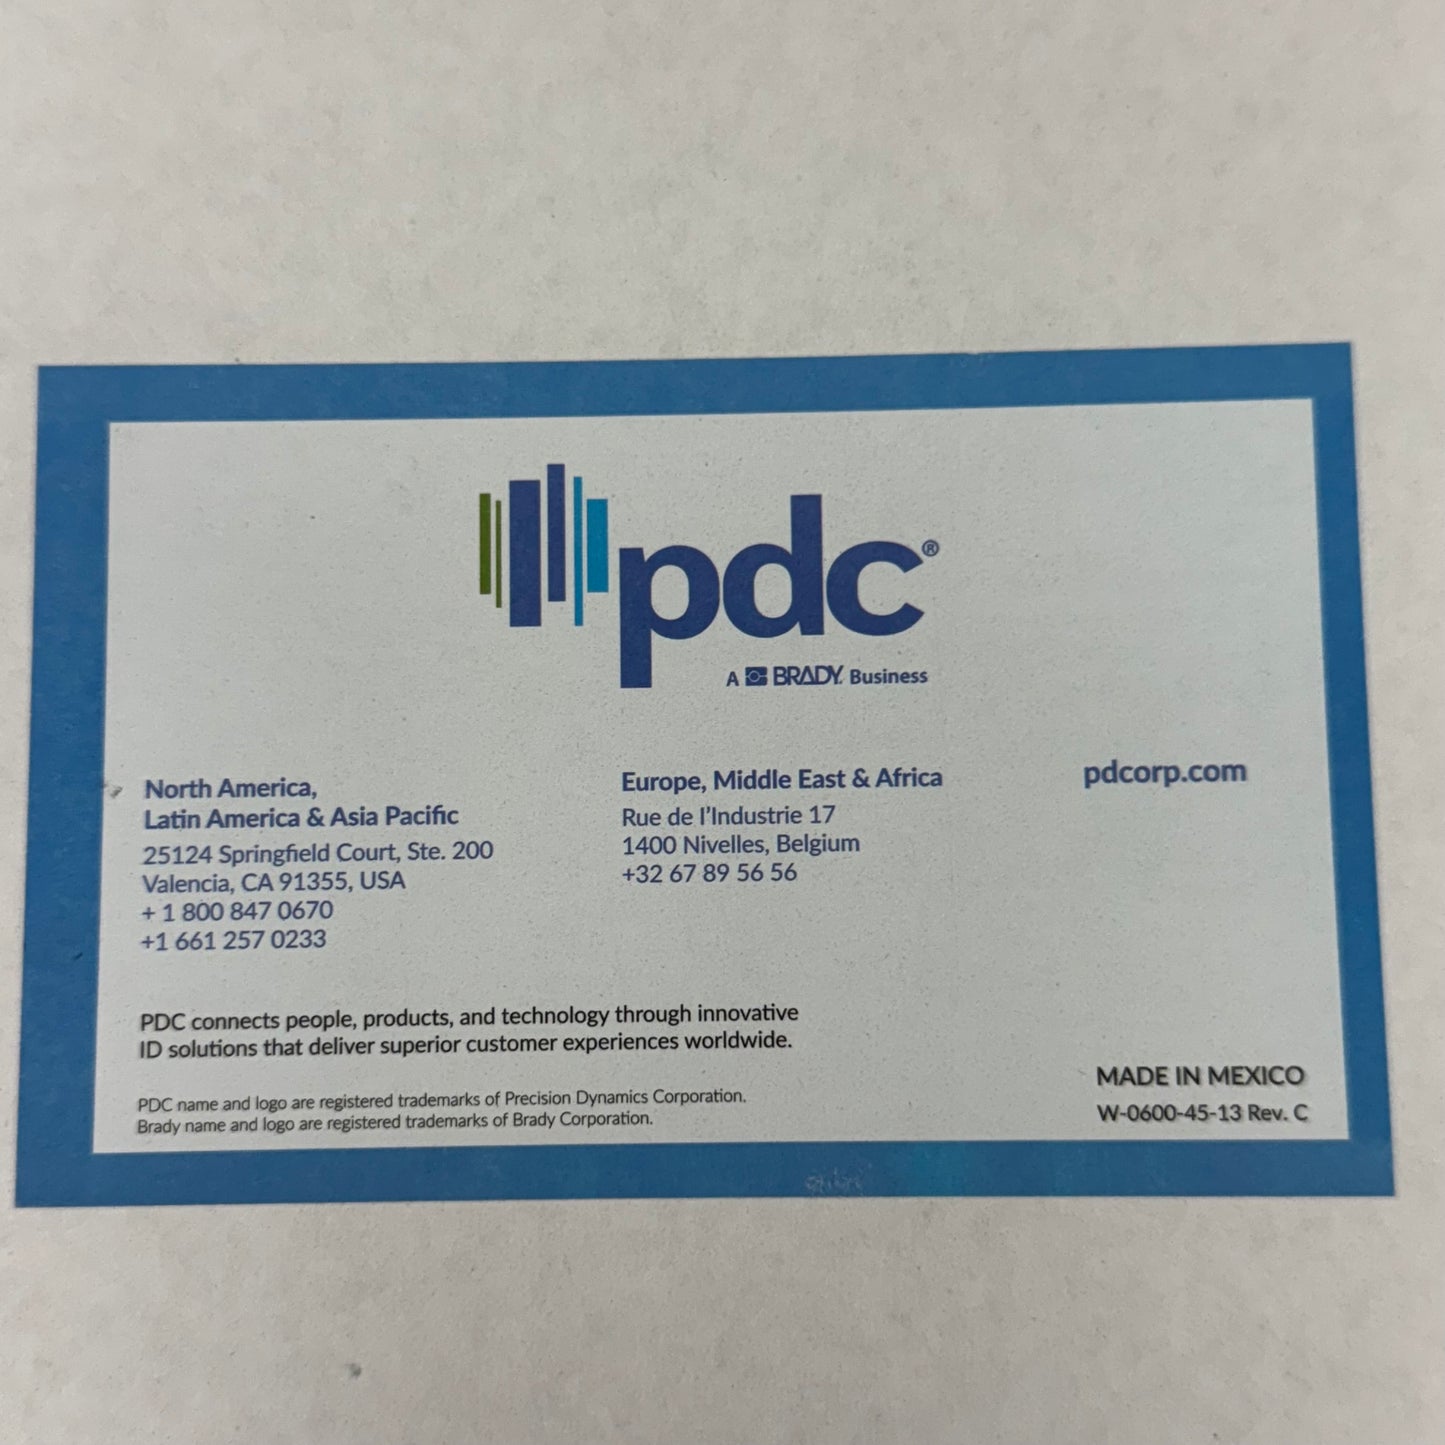 pdc®
A BRADY. Business
North America,
Latin America & Asia Pacific
25124 Springfield Court, Ste. 200
Valencia, CA 91355, USA
+ 1 800 847 0670
+1 661 257 0233
Europe, Middle East & Africa
Rue de l'Industrie 17
1400 Nivelles, Belgium
+32 67 89 56 56
pdcorp.com
PDC connects people, products, and technology through innovative
ID solutions that deliver superior customer experiences worldwide.
PDC name and logo are registered trademarks of Precision Dynamics Corporation.
Brady name and logo are registered trademarks of Brady Corporation.
MADE IN MEXICO
W-0600-45-13 Rev. C